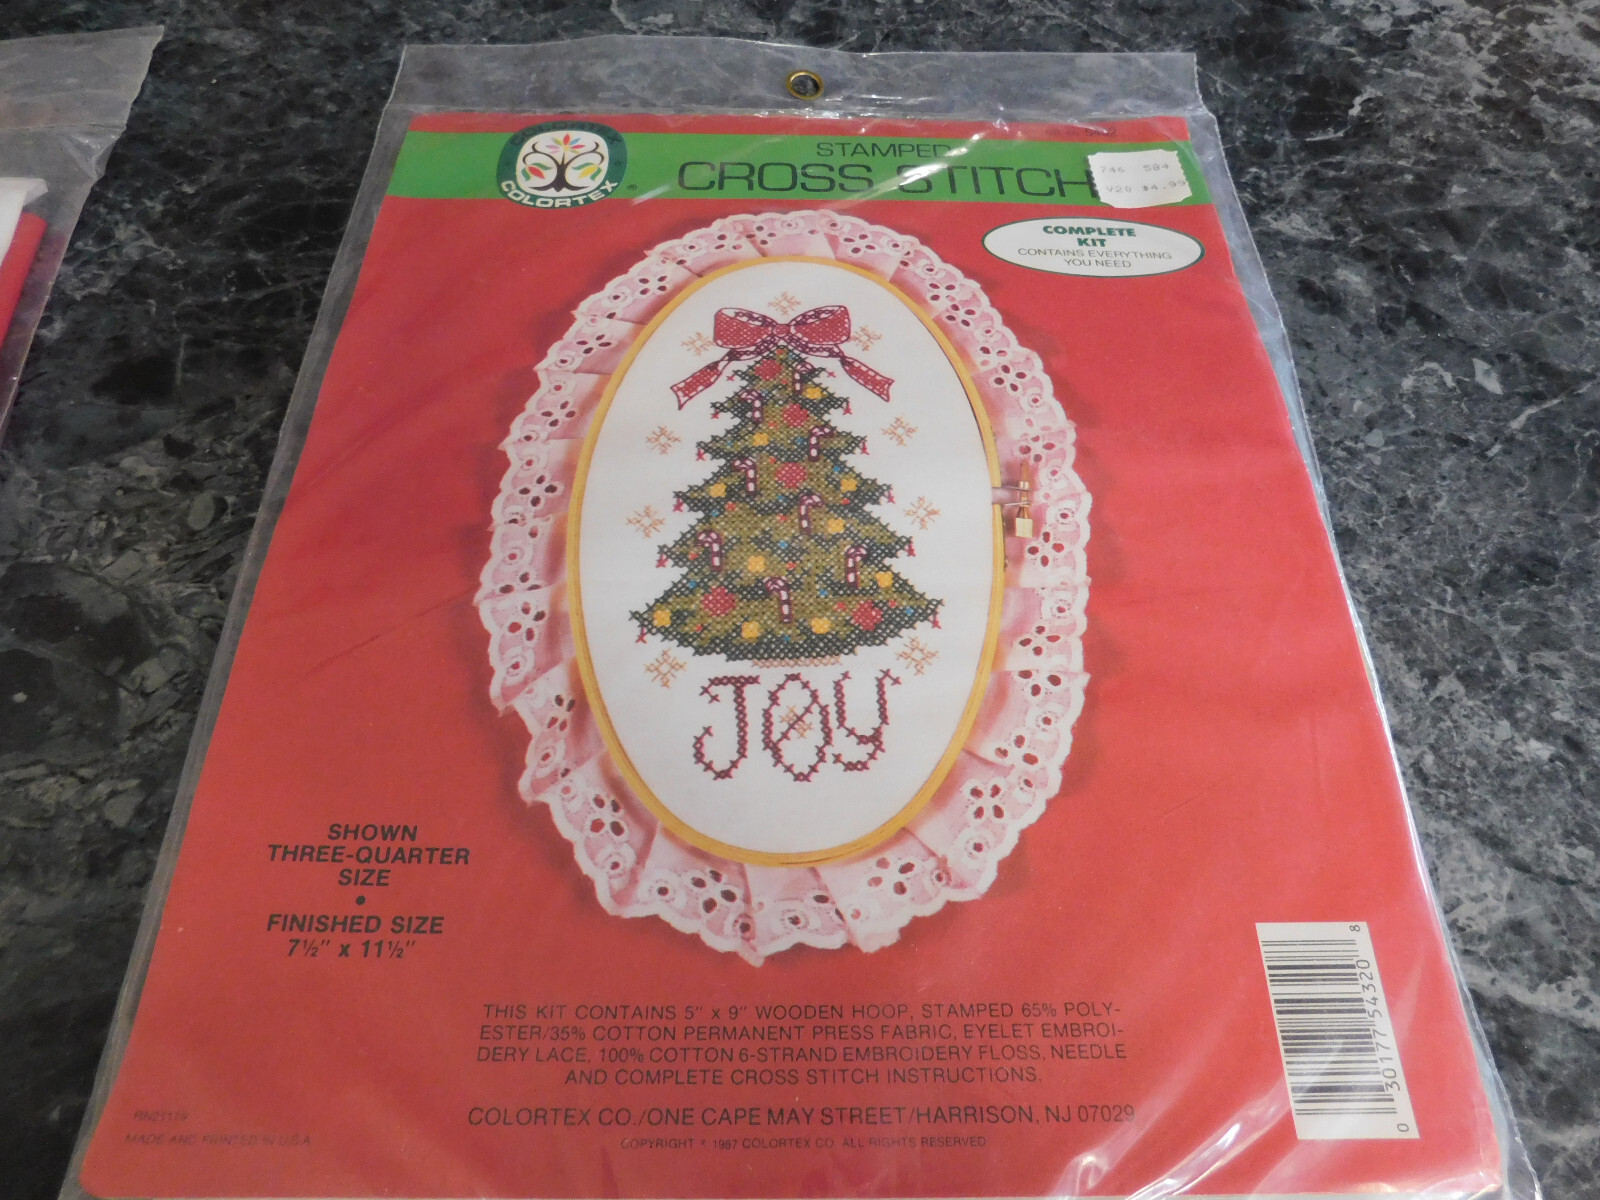 STAMPED
CROSS STITCH
COLORTEX ®
746 584
V20 $4.99
COMPLETE
KIT
CONTAINS EVERYTHING
YOU NEED
JOY
SHOWN
THREE-QUARTER
SIZE
•
FINISHED SIZE
7½" x 11½"
THIS KIT CONTAINS 5" x 9" WOODEN HOOP, STAMPED 65% POLY-
ESTER/35% COTTON PERMANENT PRESS FABRIC, EYELET EMBROI-
DERY LACE, 100% COTTON 6-STRAND EMBROIDERY FLOSS, NEEDLE
AND COMPLETE CROSS STITCH INSTRUCTIONS.
COLORTEX CO./ONE CAPE MAY STREET/HARRISON, NJ 07029
COPYRIGHT © 1987 COLORTEX CO. ALL RIGHTS RESERVED
MADE AND PRINTED IN U.S.A
0 30177 54320 8